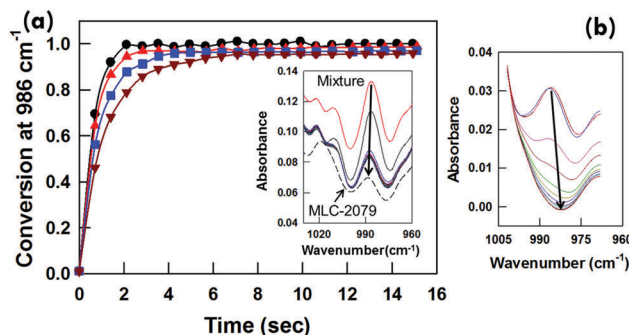 (a)
Conversion at 986 cm⁻¹
1.0
0.8
0.6
0.4
0.2
0.0
0 2 4 6 8 10 12 14 16
Time (sec)
Absorbance
0.14
0.12
0.10
0.08
0.06
0.04
Mixture
MLC-2079
1020 990 960
Wavenumber(cm⁻¹)
(b)
Absorbance
0.04
0.03
0.02
0.01
0.00
1005 990 975 960
Wavenumber (cm⁻¹)